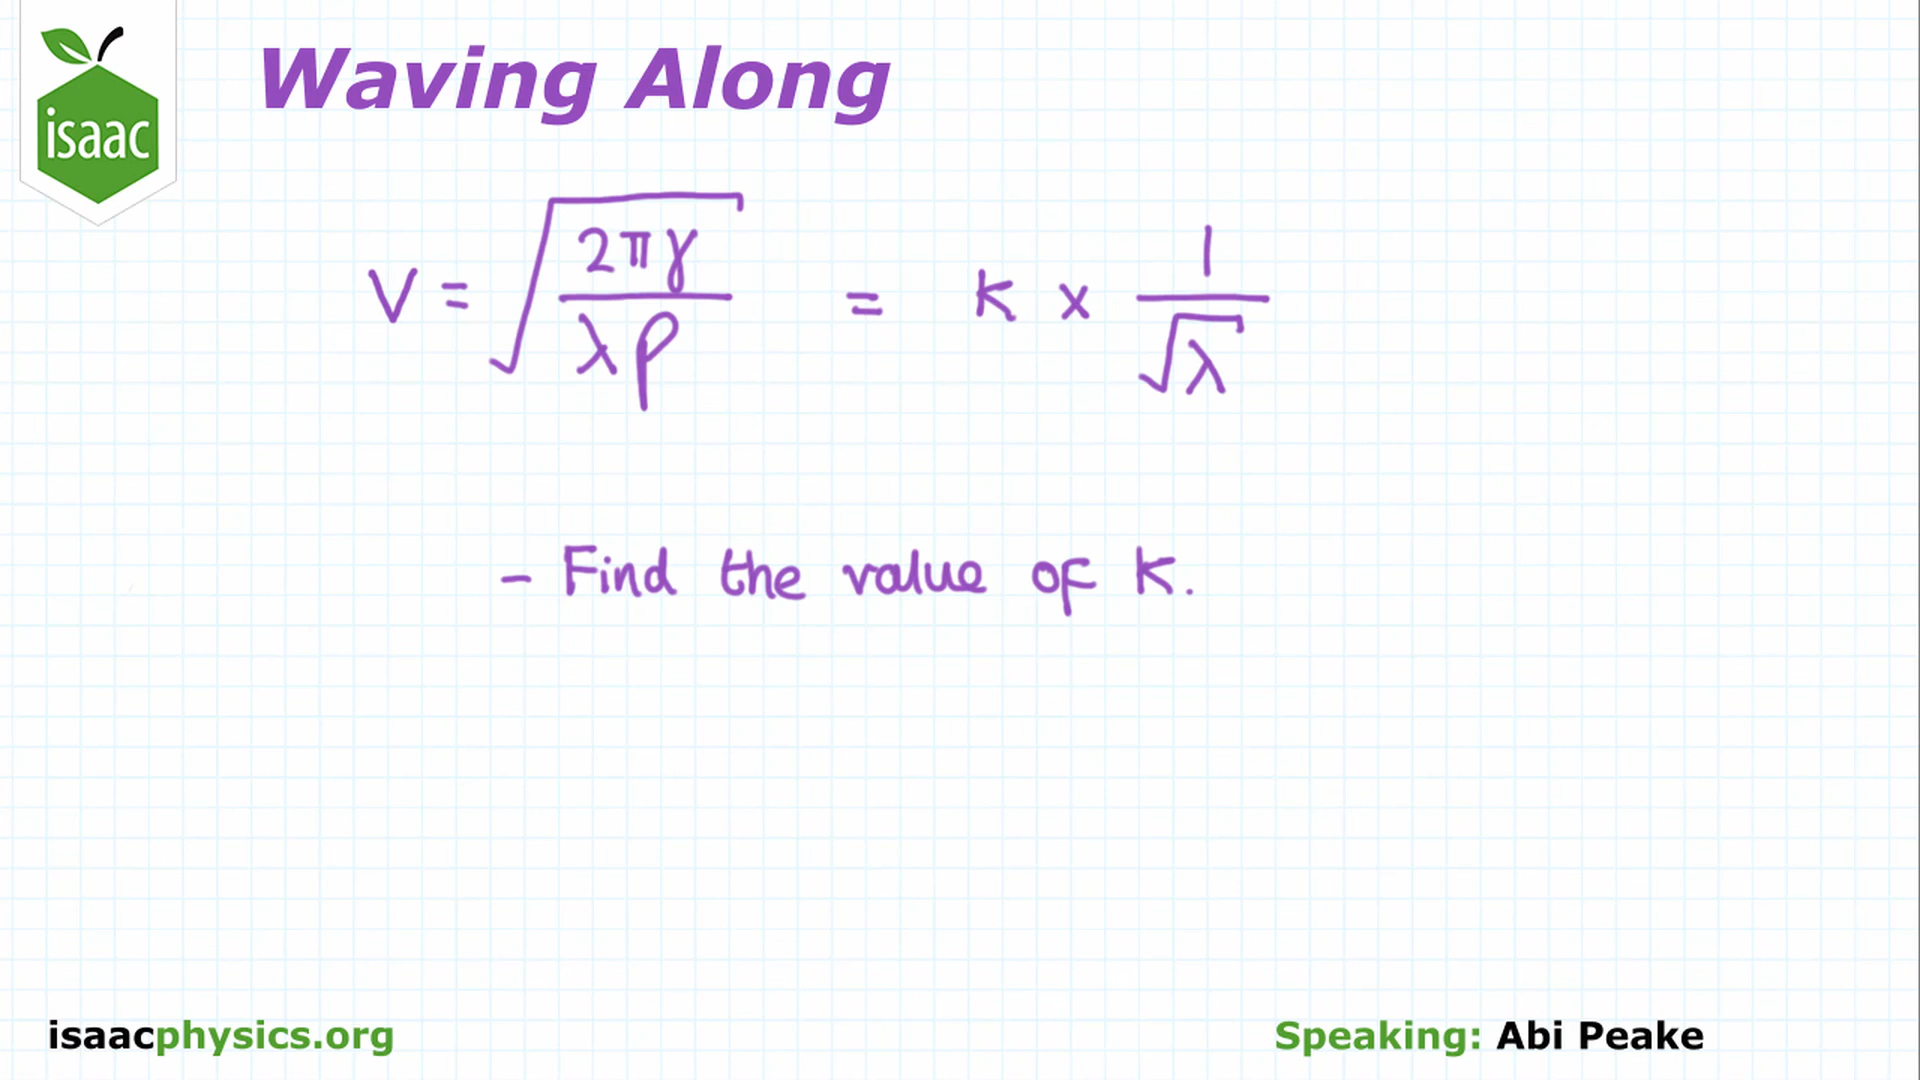 isaac
Waving Along
V = √(2πγ / λρ) = k × 1 / √λ
- Find the value of k.
isaacphysics.org
Speaking: Abi Peake